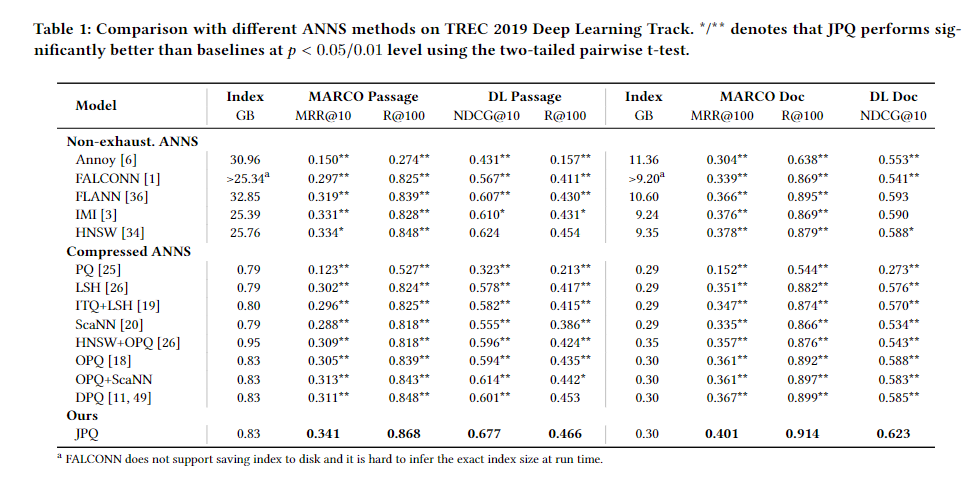 Table 1: Comparison with different ANNS methods on TREC 2019 Deep Learning Track. */** denotes that JPQ performs sig-
nificantly better than baselines at p < 0.05/0.01 level using the two-tailed pairwise t-test.
Model Index MARCO Passage DL Passage Index MARCO Doc DL Doc
GB MRR@10 R@100 NDCG@10 R@100 GB MRR@100 R@100 NDCG@10
Non-exhaust. ANNS
Annoy [6] 30.96 0.150** 0.274** 0.431** 0.157** 11.36 0.304** 0.638** 0.553**
FALCONN [1] >25.34a 0.297** 0.825** 0.567** 0.411** >9.20a 0.339** 0.869** 0.541**
FLANN [36] 32.85 0.319** 0.839** 0.607** 0.430** 10.60 0.366** 0.895** 0.593
IMI [3] 25.39 0.331** 0.828** 0.610* 0.431* 9.24 0.376** 0.869** 0.590
HNSW [34] 25.76 0.334* 0.848** 0.624 0.454 9.35 0.378** 0.879** 0.588*
Compressed ANNS
PQ [25] 0.79 0.123** 0.527** 0.323** 0.213** 0.29 0.152** 0.544** 0.273**
LSH [26] 0.79 0.302** 0.824** 0.578** 0.417** 0.29 0.351** 0.882** 0.576**
ITQ+LSH [19] 0.80 0.296** 0.825** 0.582** 0.415** 0.29 0.347** 0.874** 0.570**
ScaNN [20] 0.79 0.288** 0.818** 0.555** 0.386** 0.29 0.335** 0.866** 0.534**
HNSW+OPQ [26] 0.95 0.309** 0.818** 0.596** 0.424** 0.35 0.357** 0.876** 0.543**
OPQ [18] 0.83 0.305** 0.839** 0.594** 0.435** 0.30 0.361** 0.892** 0.588**
OPQ+ScaNN 0.83 0.313** 0.843** 0.614** 0.442* 0.30 0.361** 0.897** 0.583**
DPQ [11, 49] 0.83 0.311** 0.848** 0.601** 0.453 0.30 0.367** 0.899** 0.585**
Ours
JPQ 0.83 0.341 0.868 0.677 0.466 0.30 0.401 0.914 0.623
a FALCONN does not support saving index to disk and it is hard to infer the exact index size at run time.